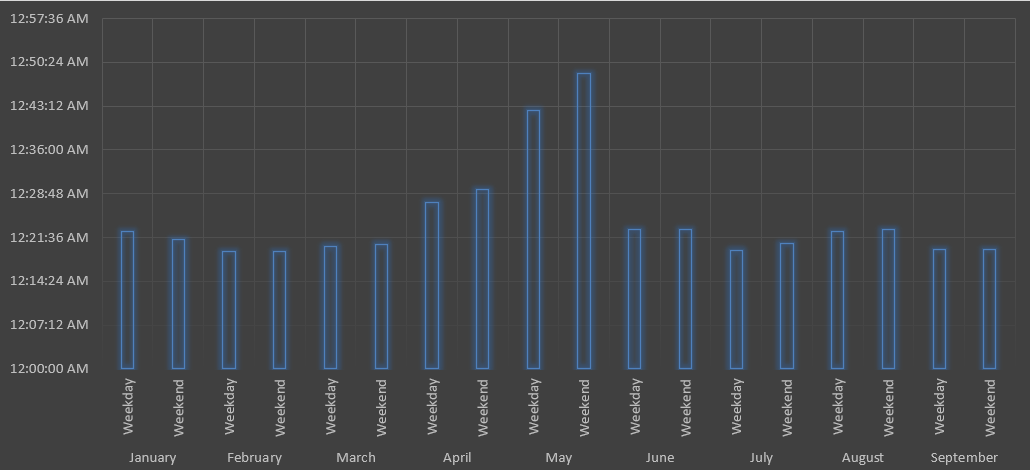 12:57:36 AM
12:50:24 AM
12:43:12 AM
12:36:00 AM
12:28:48 AM
12:21:36 AM
12:14:24 AM
12:07:12 AM
12:00:00 AM
Weekday Weekend Weekday Weekend Weekday Weekend Weekday Weekend Weekday Weekend Weekday Weekend Weekday Weekend Weekday Weekend Weekday Weekend
January February March April May June July August September